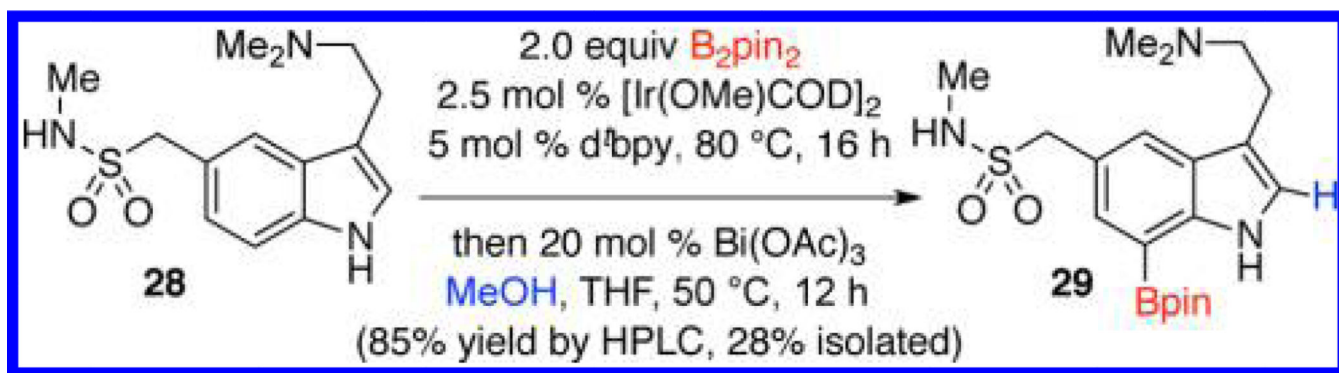 Me₂N
Me
HN
S
O O
N
H
28
2.0 equiv B₂pin₂
2.5 mol % [Ir(OMe)COD]₂
5 mol % dᵗbpy, 80 °C, 16 h
then 20 mol % Bi(OAc)₃
MeOH, THF, 50 °C, 12 h
(85% yield by HPLC, 28% isolated)
Me₂N
Me
HN
S
O O
H
N
H
29
Bpin